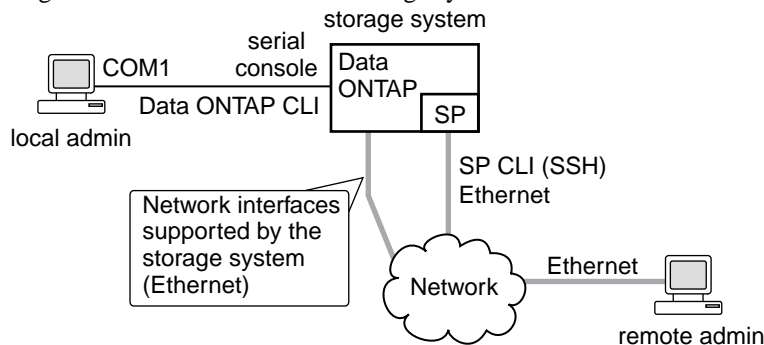 storage system
serial
console
COM1
Data
ONTAP
SP
Data ONTAP CLI
local admin
SP CLI (SSH)
Ethernet
Network interfaces
supported by the
storage system
(Ethernet)
Network
Ethernet
remote admin